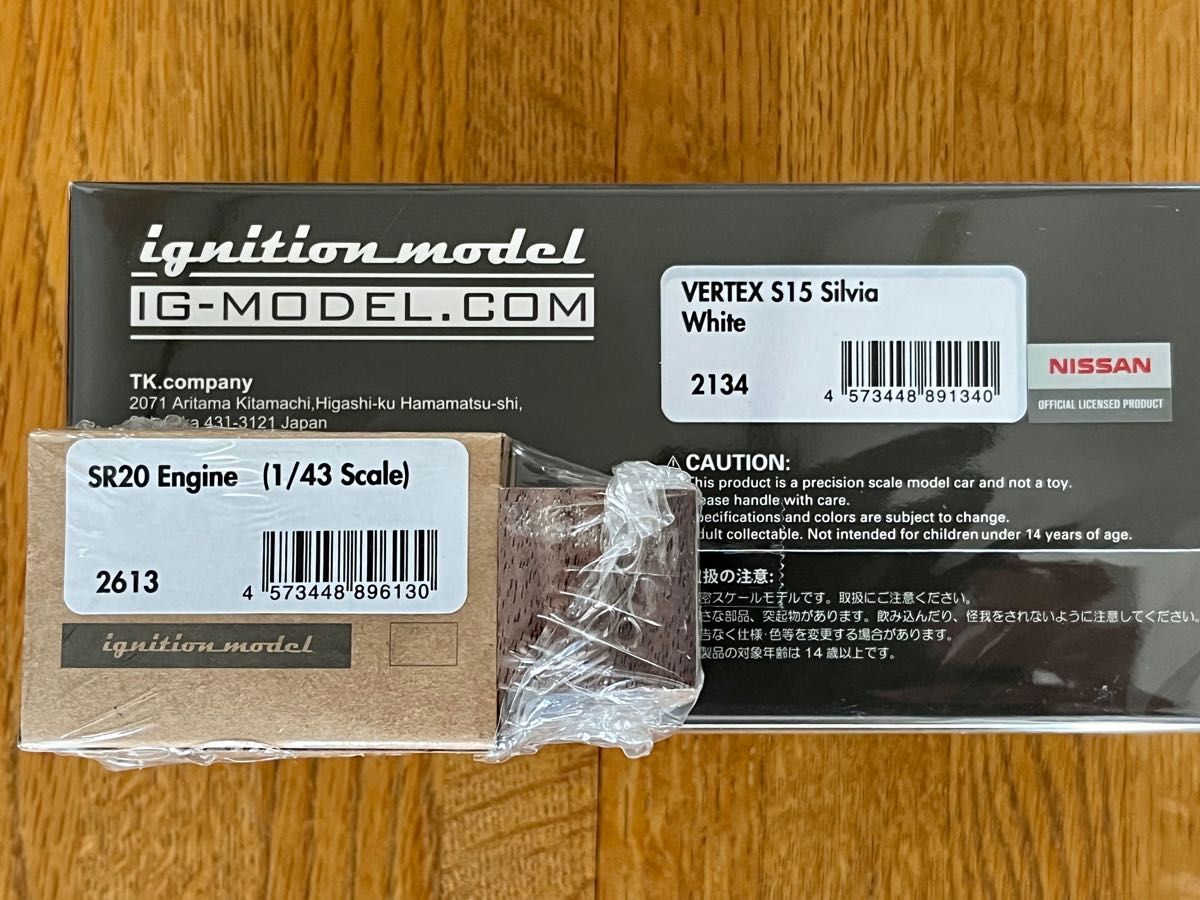 ignition model
IG-MODEL.COM
TK.company
2071 Aritama Kitamachi,Higashi-ku Hamamatsu-shi,
431-3121 Japan
VERTEX S15 Silvia
White
2134
4 573448 891340
NISSAN
OFFICIAL LICENSED PRODUCT
CAUTION:
This product is a precision scale model car and not a toy.
ease handle with care.
pecifications and colors are subject to change.
dult collectable. Not intended for children under 14 years of age.
扱の注意:
密スケールモデルです。取扱にご注意ください。
さな部品、突起物があります。飲み込んだり、怪我をされないように注意してください。
告なく仕様・色等を変更する場合があります。
製品の対象年齢は14歳以上です。
SR20 Engine (1/43 Scale)
2613
4 573448 896130
ignition model